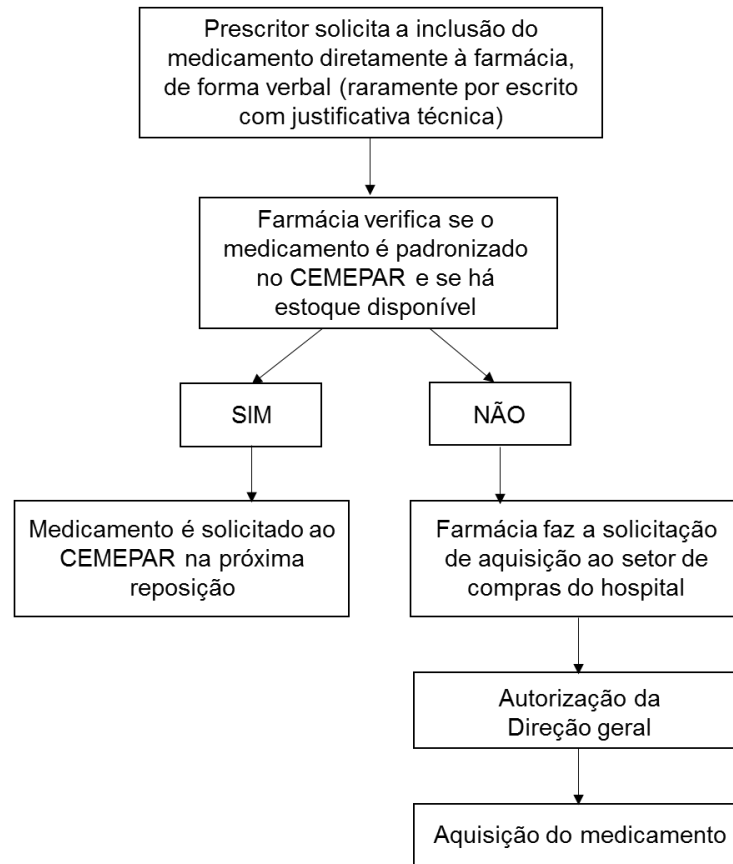 Prescritor solicita a inclusão do
medicamento diretamente à farmácia,
de forma verbal (raramente por escrito
com justificativa técnica)
Farmácia verifica se o
medicamento é padronizado
no CEMEPAR e se há
estoque disponível
SIM
NÃO
Medicamento é solicitado ao
CEMEPAR na próxima
reposição
Farmácia faz a solicitação
de aquisição ao setor de
compras do hospital
Autorização da
Direção geral
Aquisição do medicamento